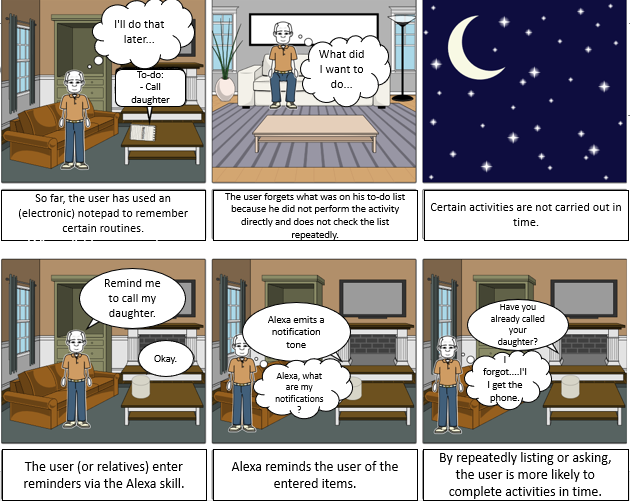 I'll do that
later...
To-do:
- Call
daughter
What did
I want to
do...
So far, the user has used an
(electronic) notepad to remember
certain routines.
The user forgets what was on his to-do list
because he did not perform the activity
directly and does not check the list
repeatedly.
Certain activities are not carried out in
time.
Remind me
to call my
daughter.
Okay.
Alexa emits a
notification
tone
Alexa, what
are my
notifications
?
Have you
already called
your
daughter?
I
forgot....I'l
l get the
phone.
The user (or relatives) enter
reminders via the Alexa skill.
Alexa reminds the user of the
entered items.
By repeatedly listing or asking,
the user is more likely to
complete activities in time.